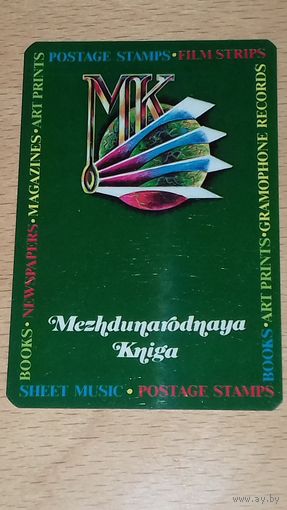 POSTAGE STAMPS • FILM STRIPS
BOOKS • NEWSPAPERS • MAGAZINES • ART PRINTS
BOOKS • ART PRINTS • GRAMOPHONE RECORDS
MK
Mezhdunarodnaya
Kniga
SHEET MUSIC • POSTAGE STAMPS
www.ay.by